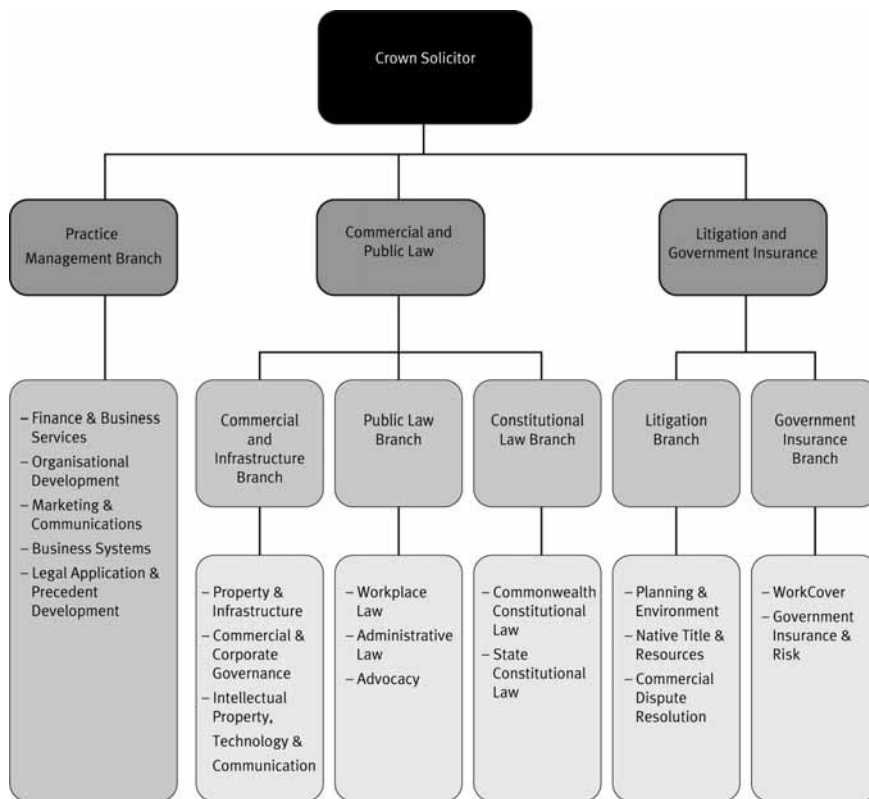 Crown Solicitor
Practice
Management Branch
Commercial and
Public Law
Litigation and
Government Insurance
– Finance & Business
Services
– Organisational
Development
– Marketing &
Communications
– Business Systems
– Legal Application &
Precedent
Development
Commercial
and
Infrastructure
Branch
Public Law
Branch
Constitutional
Law Branch
Litigation
Branch
Government
Insurance
Branch
– Property &
Infrastructure
– Commercial &
Corporate
Governance
– Intellectual
Property,
Technology &
Communication
– Workplace
Law
– Administrative
Law
– Advocacy
– Commonwealth
Constitutional
Law
– State
Constitutional
Law
– Planning &
Environment
– Native Title &
Resources
– Commercial
Dispute
Resolution
– WorkCover
– Government
Insurance &
Risk